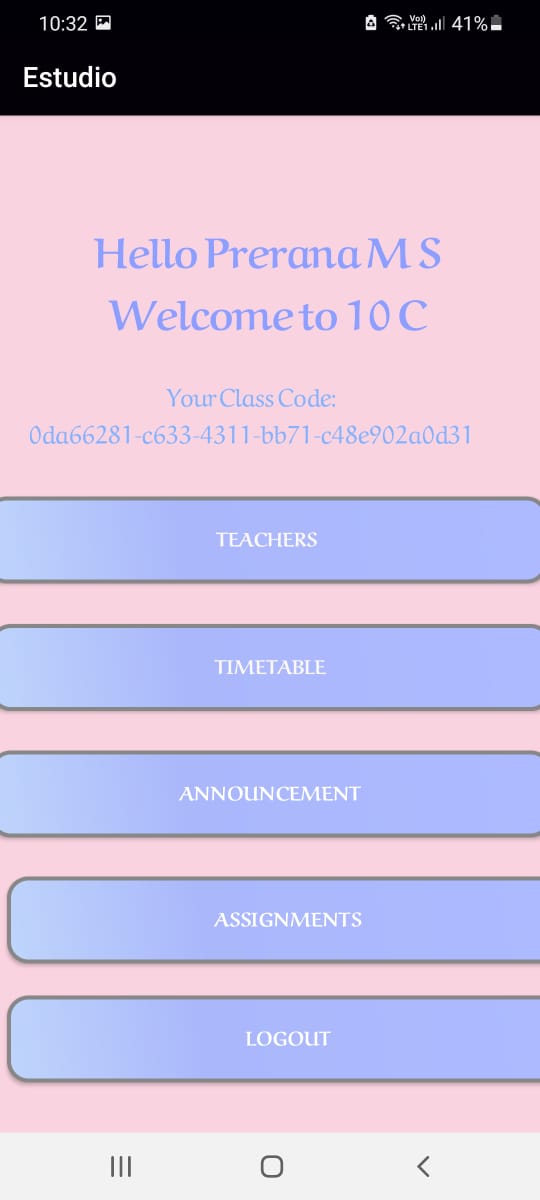 10:32 Vo)) LTE1 41%
Estudio
Hello Prerana M S
Welcome to 10 C
Your Class Code:
0da66281-c633-4311-bb71-c48e902a0d31
TEACHERS
TIMETABLE
ANNOUNCEMENT
ASSIGNMENTS
LOGOUT